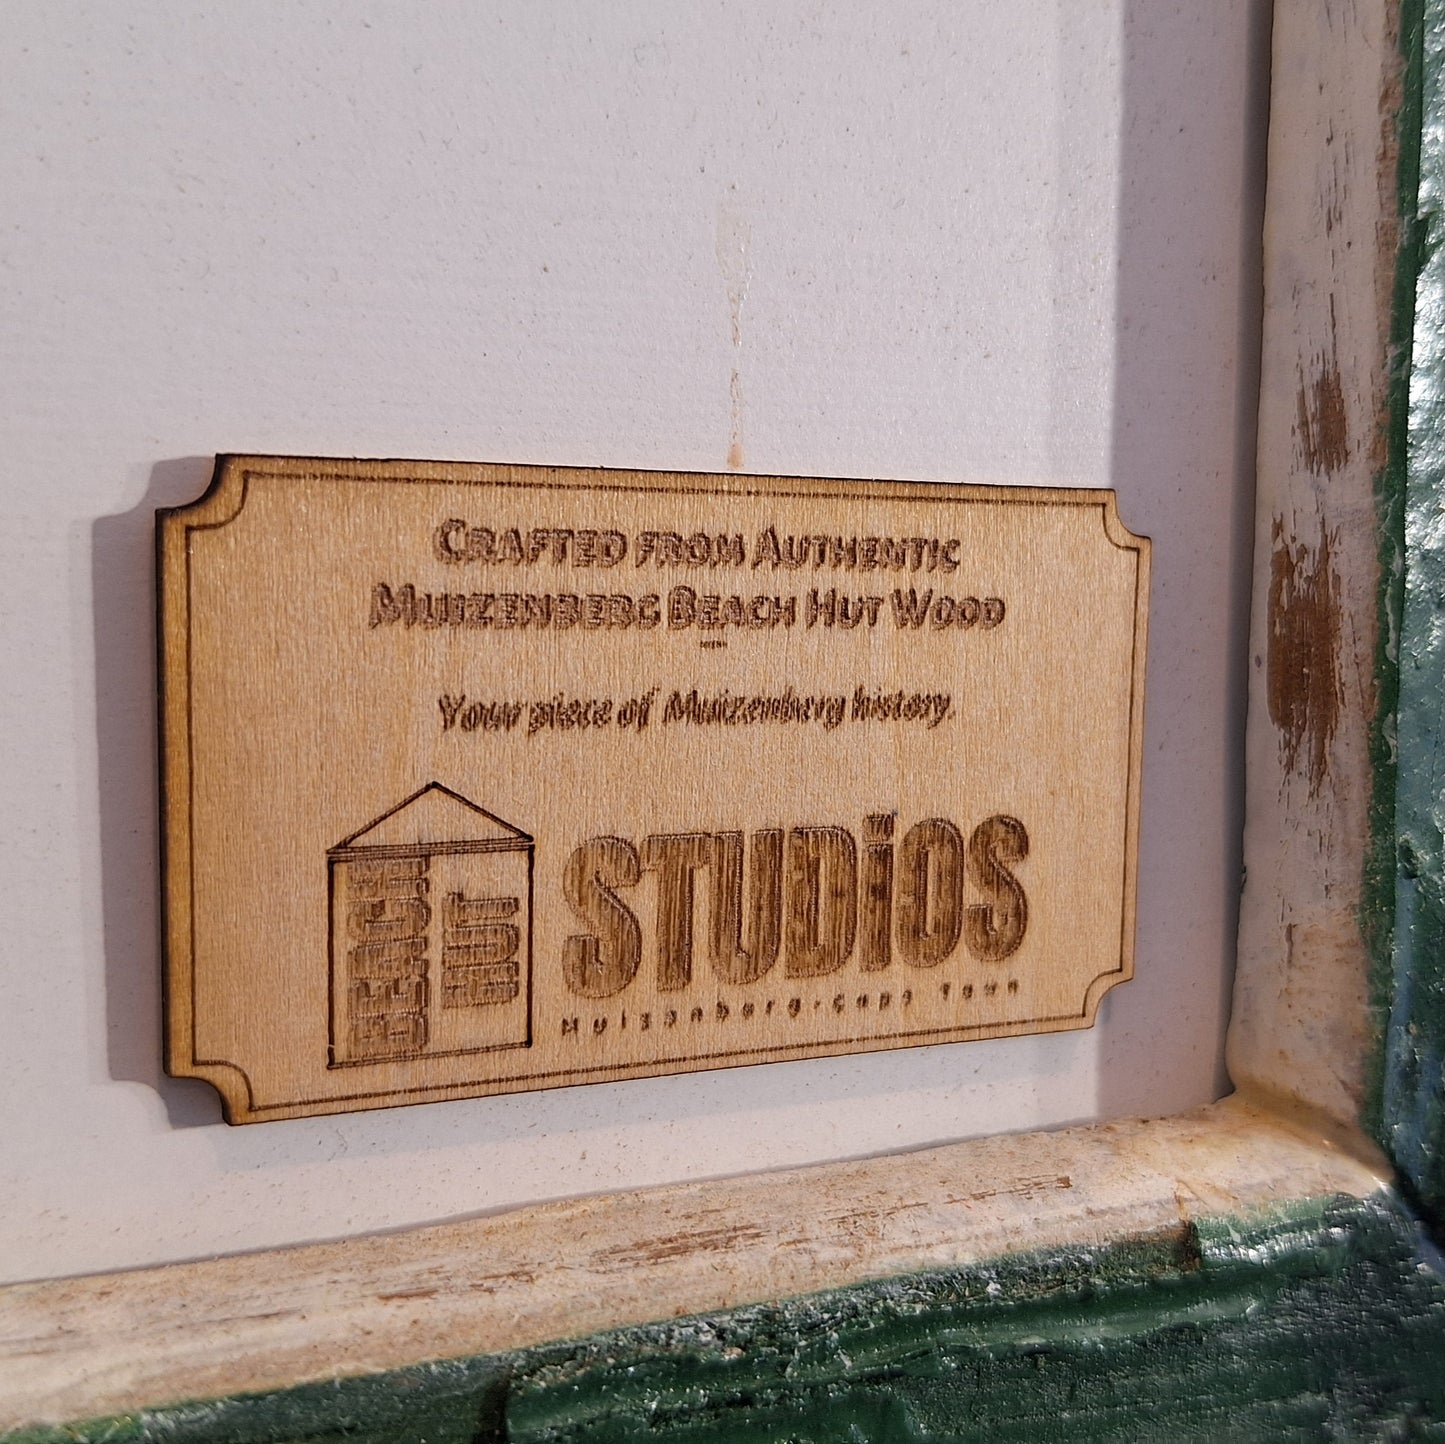 Crafted from Authentic
Muizenberg Beach Hut Wood
Your piece of Muizenberg history.
BEACH
HUT
STUDiOS
Muizenberg · Cape Town